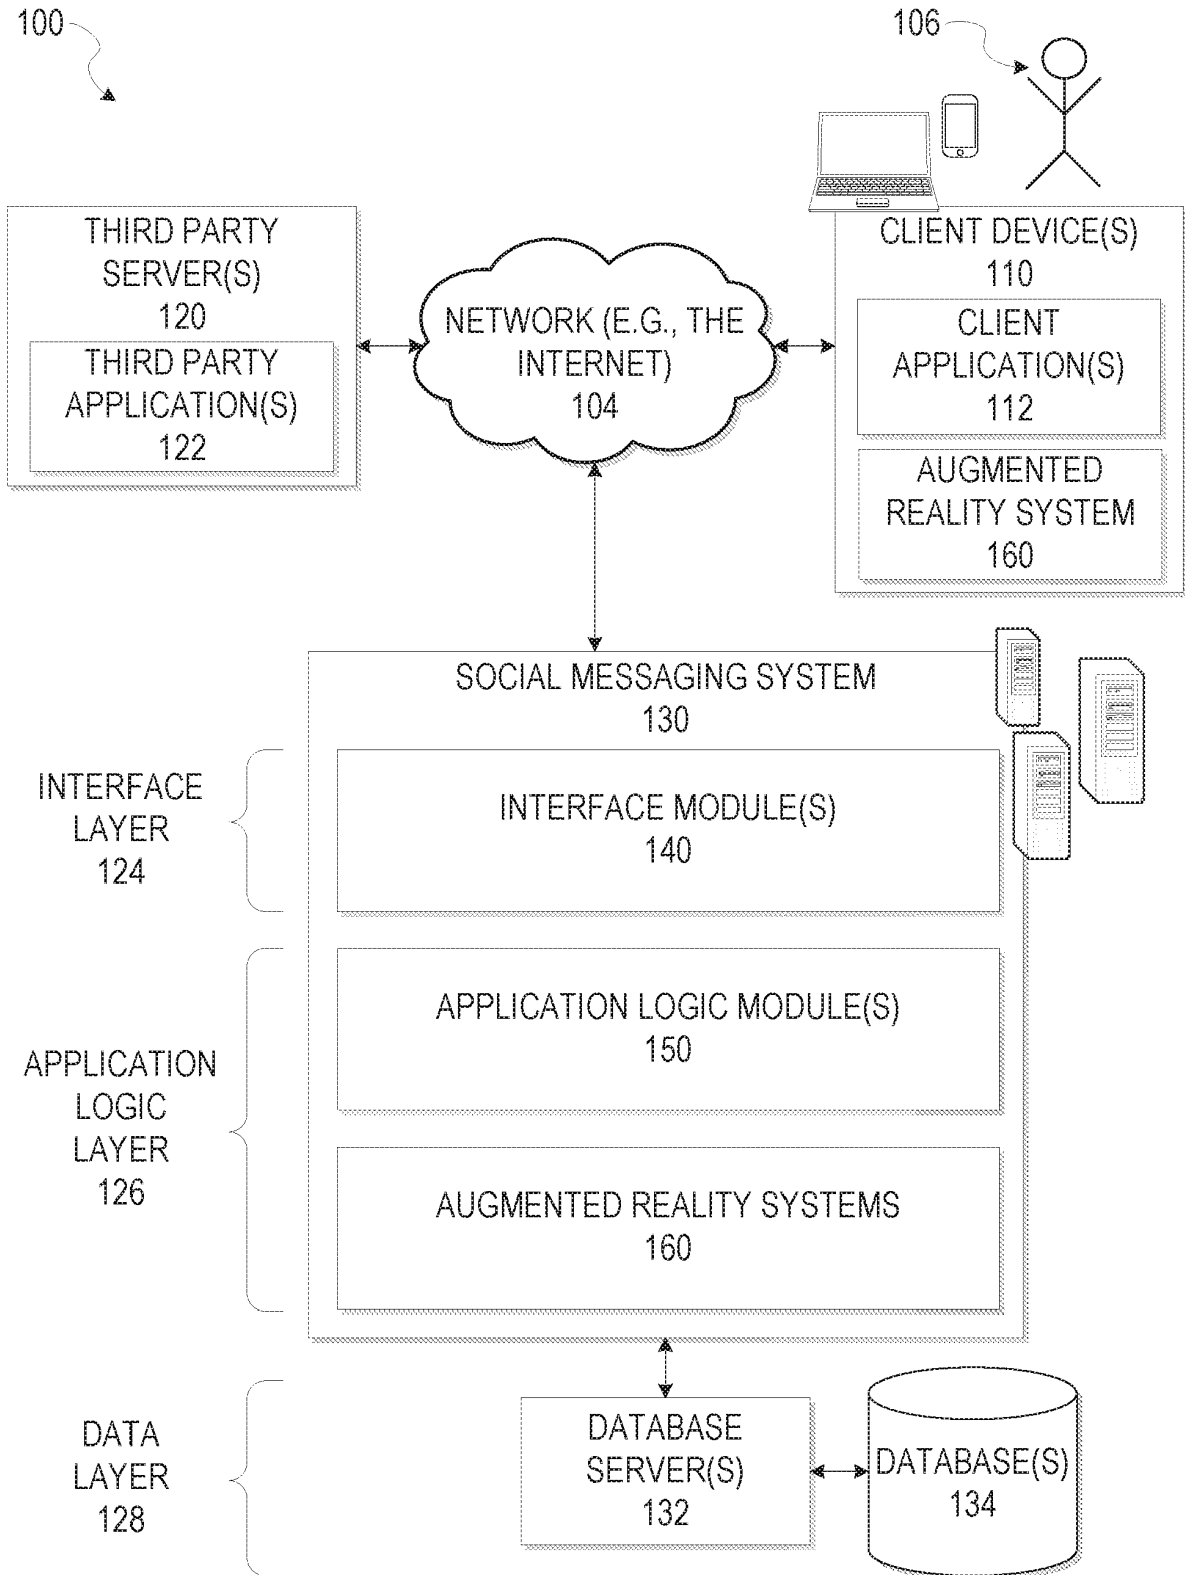 100
106
THIRD PARTY
SERVER(S)
120
THIRD PARTY
APPLICATION(S)
122
NETWORK (E.G., THE
INTERNET)
104
CLIENT DEVICE(S)
110
CLIENT
APPLICATION(S)
112
AUGMENTED
REALITY SYSTEM
160
SOCIAL MESSAGING SYSTEM
130
INTERFACE
LAYER
124
INTERFACE MODULE(S)
140
APPLICATION
LOGIC
LAYER
126
APPLICATION LOGIC MODULE(S)
150
AUGMENTED REALITY SYSTEMS
160
DATA
LAYER
128
DATABASE
SERVER(S)
132
DATABASE(S)
134